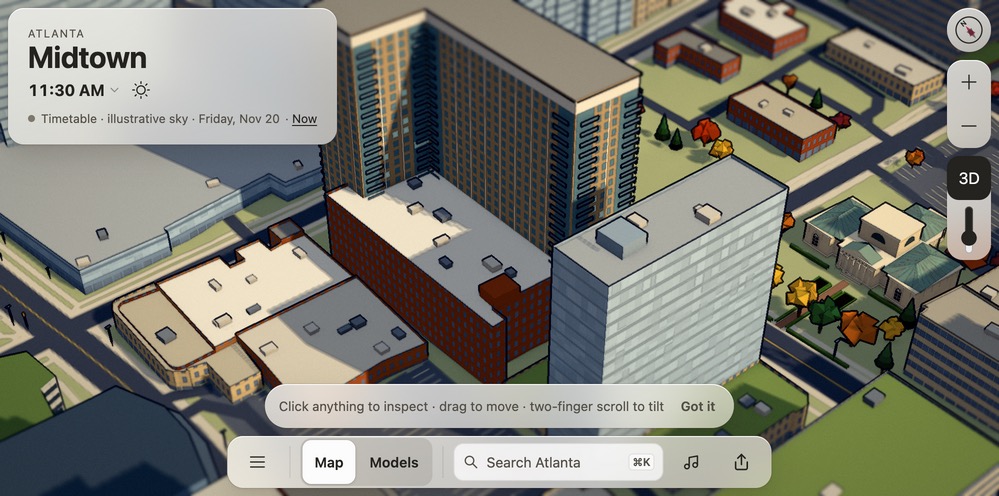 ATLANTA
Midtown
11:30 AM
Timetable · illustrative sky · Friday, Nov 20 · Now
N
3D
Click anything to inspect · drag to move · two-finger scroll to tilt Got it
Map Models Search Atlanta ⌘K